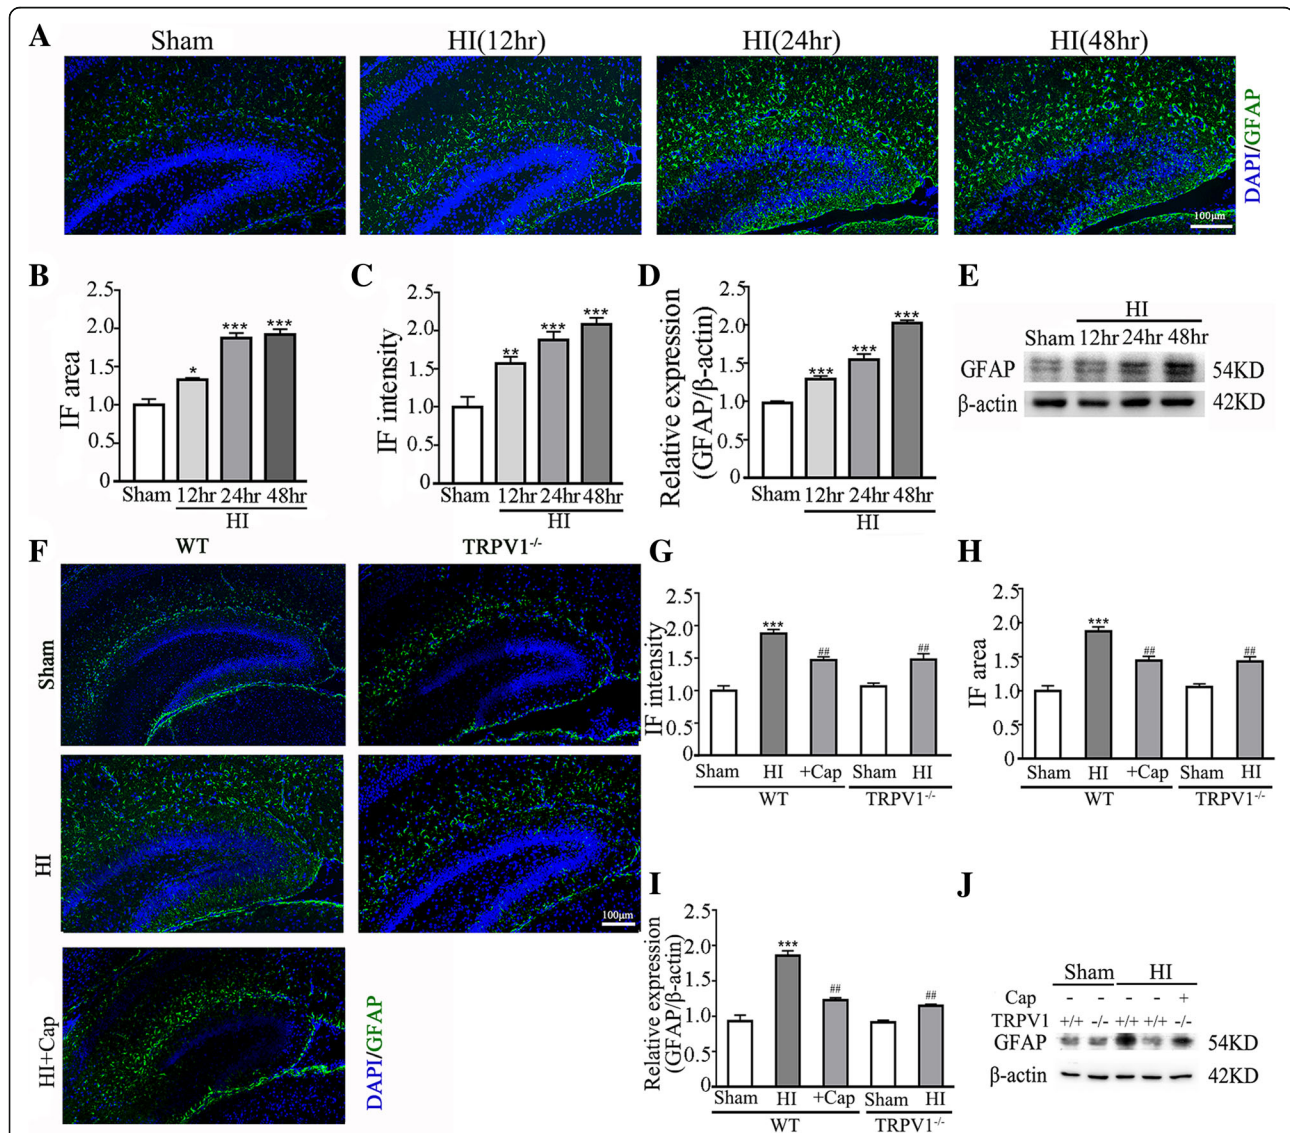 A
Sham HI(12hr) HI(24hr) HI(48hr)
DAPI/GFAP
100μm
B
IF area
2.5
2.0
1.5
1.0
0.5
0
* *** ***
Sham 12hr 24hr 48hr
HI
C
IF intensity
2.5
2.0
1.5
1.0
0.5
0
** *** ***
Sham 12hr 24hr 48hr
HI
D
Relative expression
(GFAP/β-actin)
2.5
2.0
1.5
1.0
0.5
0
*** *** ***
Sham 12hr 24hr 48hr
HI
E
HI
Sham 12hr 24hr 48hr
GFAP 54KD
β-actin 42KD
F
WT TRPV1-/-
Sham
HI
100μm
HI+Cap
DAPI/GFAP
G
IF intensity
2.5
2.0
1.5
1.0
0.5
0
*** ## ##
Sham HI +Cap Sham HI
WT TRPV1-/-
H
IF area
2.5
2.0
1.5
1.0
0.5
0
*** ## ##
Sham HI +Cap Sham HI
WT TRPV1-/-
I
Relative expression
(GFAP/β-actin)
2.5
2.0
1.5
1.0
0.5
0
*** ## ##
Sham HI +Cap Sham HI
WT TRPV1-/-
J
Sham HI
Cap - - - - +
TRPV1 +/+ -/- +/+ +/+ -/-
GFAP 54KD
β-actin 42KD